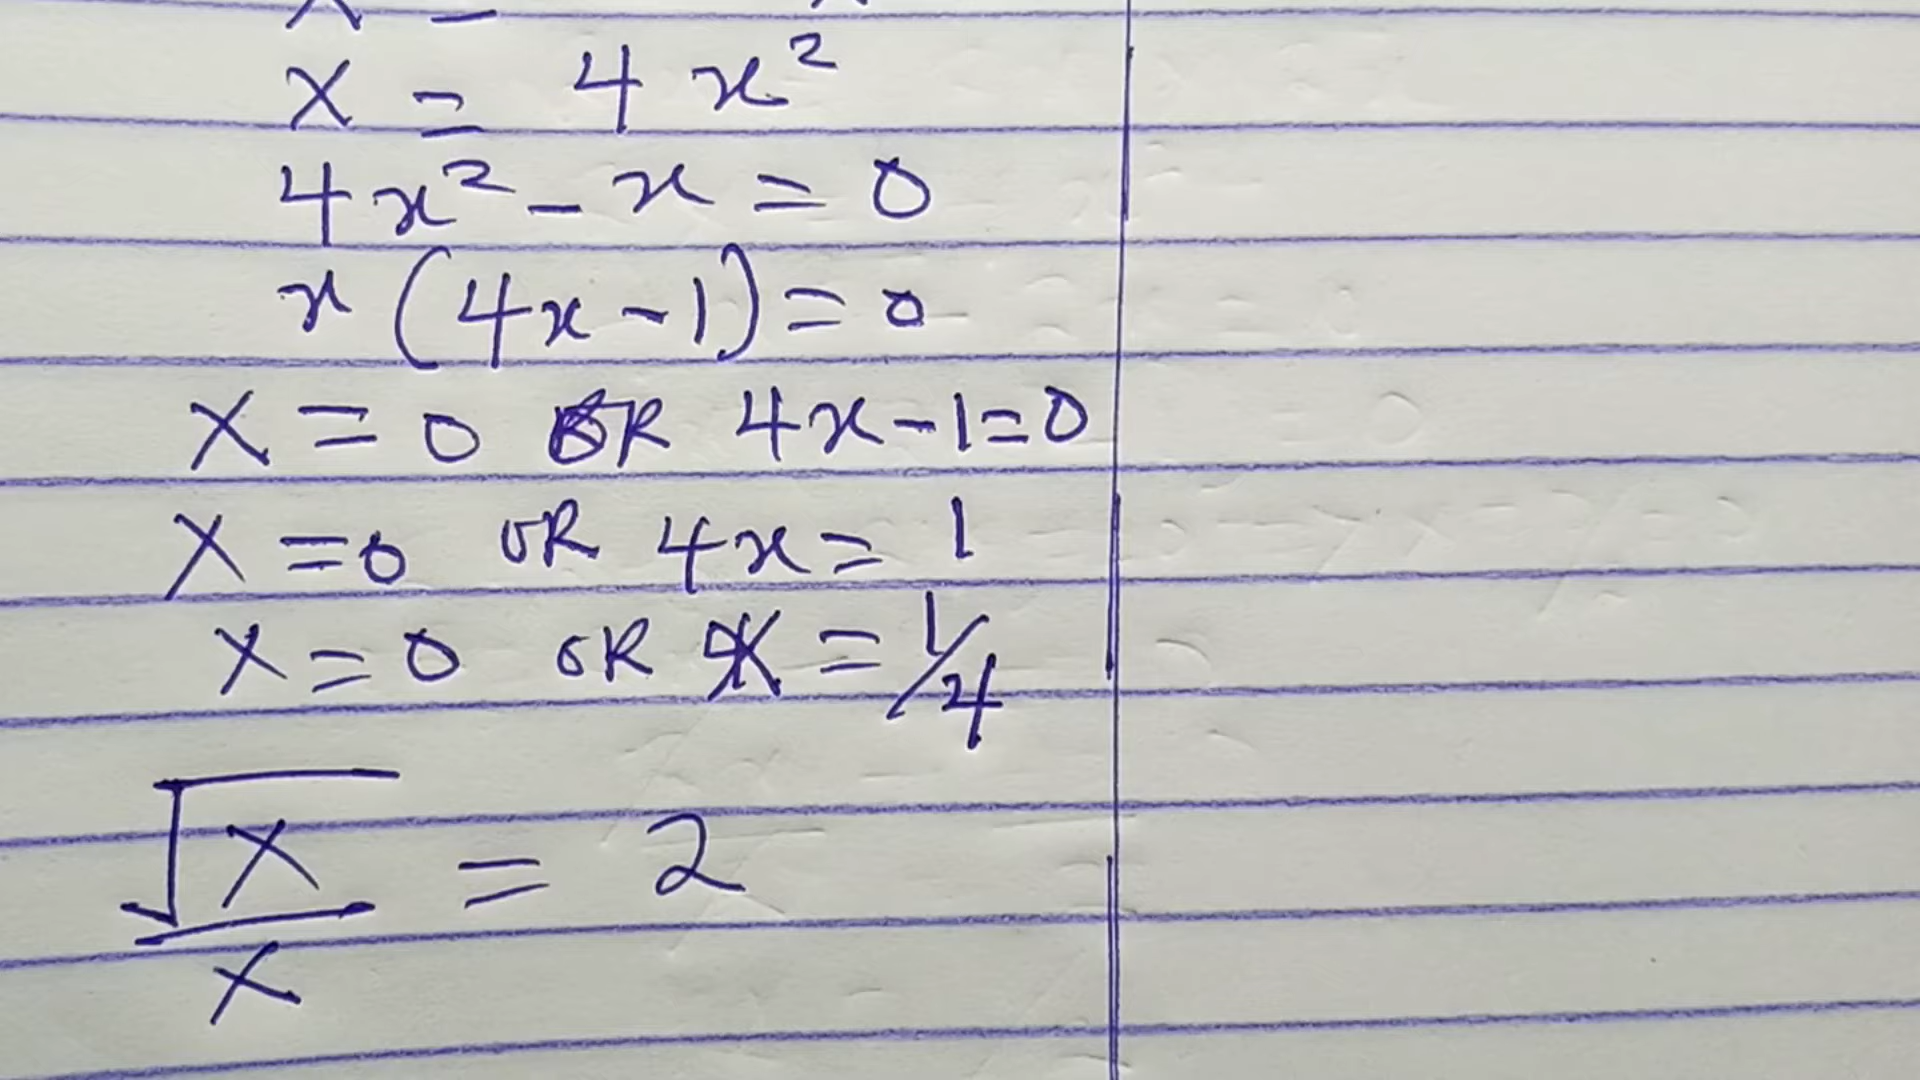 x = 4x²
4x² - x = 0
x(4x-1) = 0
x = 0 OR 4x-1=0
x = 0 OR 4x = 1
x = 0 OR x = 1/4
√x/x = 2